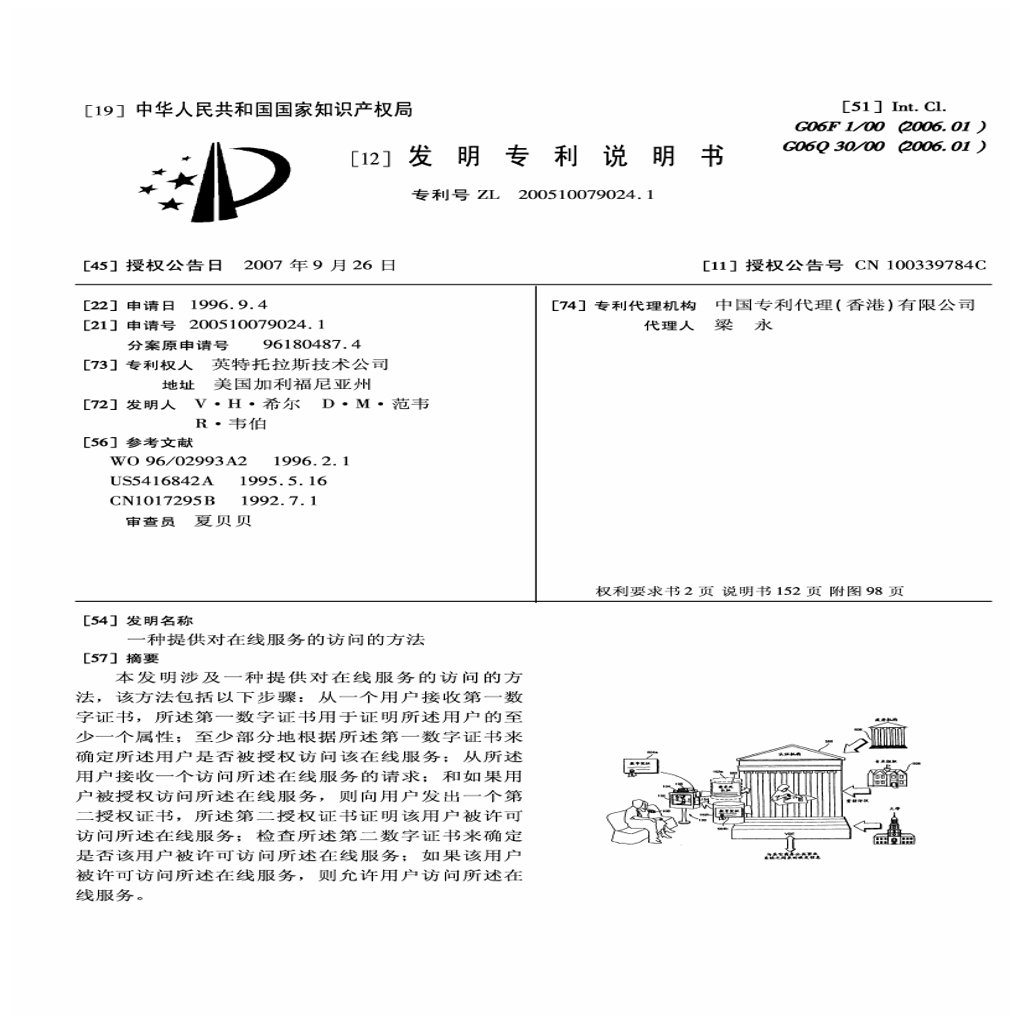 [19] 中华人民共和国国家知识产权局
[51] Int. Cl.
G06F 1/00 (2006.01)
G06Q 30/00 (2006.01)
[12] 发明专利说明书
专利号 ZL 200510079024.1
[45] 授权公告日 2007 年 9 月 26 日
[11] 授权公告号 CN 100339784C
[22] 申请日 1996.9.4
[21] 申请号 200510079024.1
分案原申请号 96180487.4
[73] 专利权人 英特托拉斯技术公司
地址 美国加利福尼亚州
[72] 发明人 V·H·希尔 D·M·范韦
R·韦伯
[56] 参考文献
WO 96/02993A2 1996.2.1
US5416842A 1995.5.16
CN1017295B 1992.7.1
审查员 夏贝贝
[74] 专利代理机构 中国专利代理(香港)有限公司
代理人 梁 永
权利要求书 2 页 说明书 152 页 附图 98 页
[54] 发明名称
一种提供对在线服务的访问的方法
[57] 摘要
本发明涉及一种提供对在线服务的访问的方
法，该方法包括以下步骤：从一个用户接收第一数
字证书，所述第一数字证书用于证明所述用户的至
少一个属性；至少部分地根据所述第一数字证书来
确定所述用户是否被授权访问该在线服务；从所述
用户接收一个访问所述在线服务的请求；和如果用
户被授权访问所述在线服务，则向用户发出一个第
二授权证书，所述第二授权证书证明该用户被许可
访问所述在线服务；检查所述第二数字证书来确定
是否该用户被许可访问所述在线服务；如果该用户
被许可访问所述在线服务，则允许用户访问所述在
线服务。